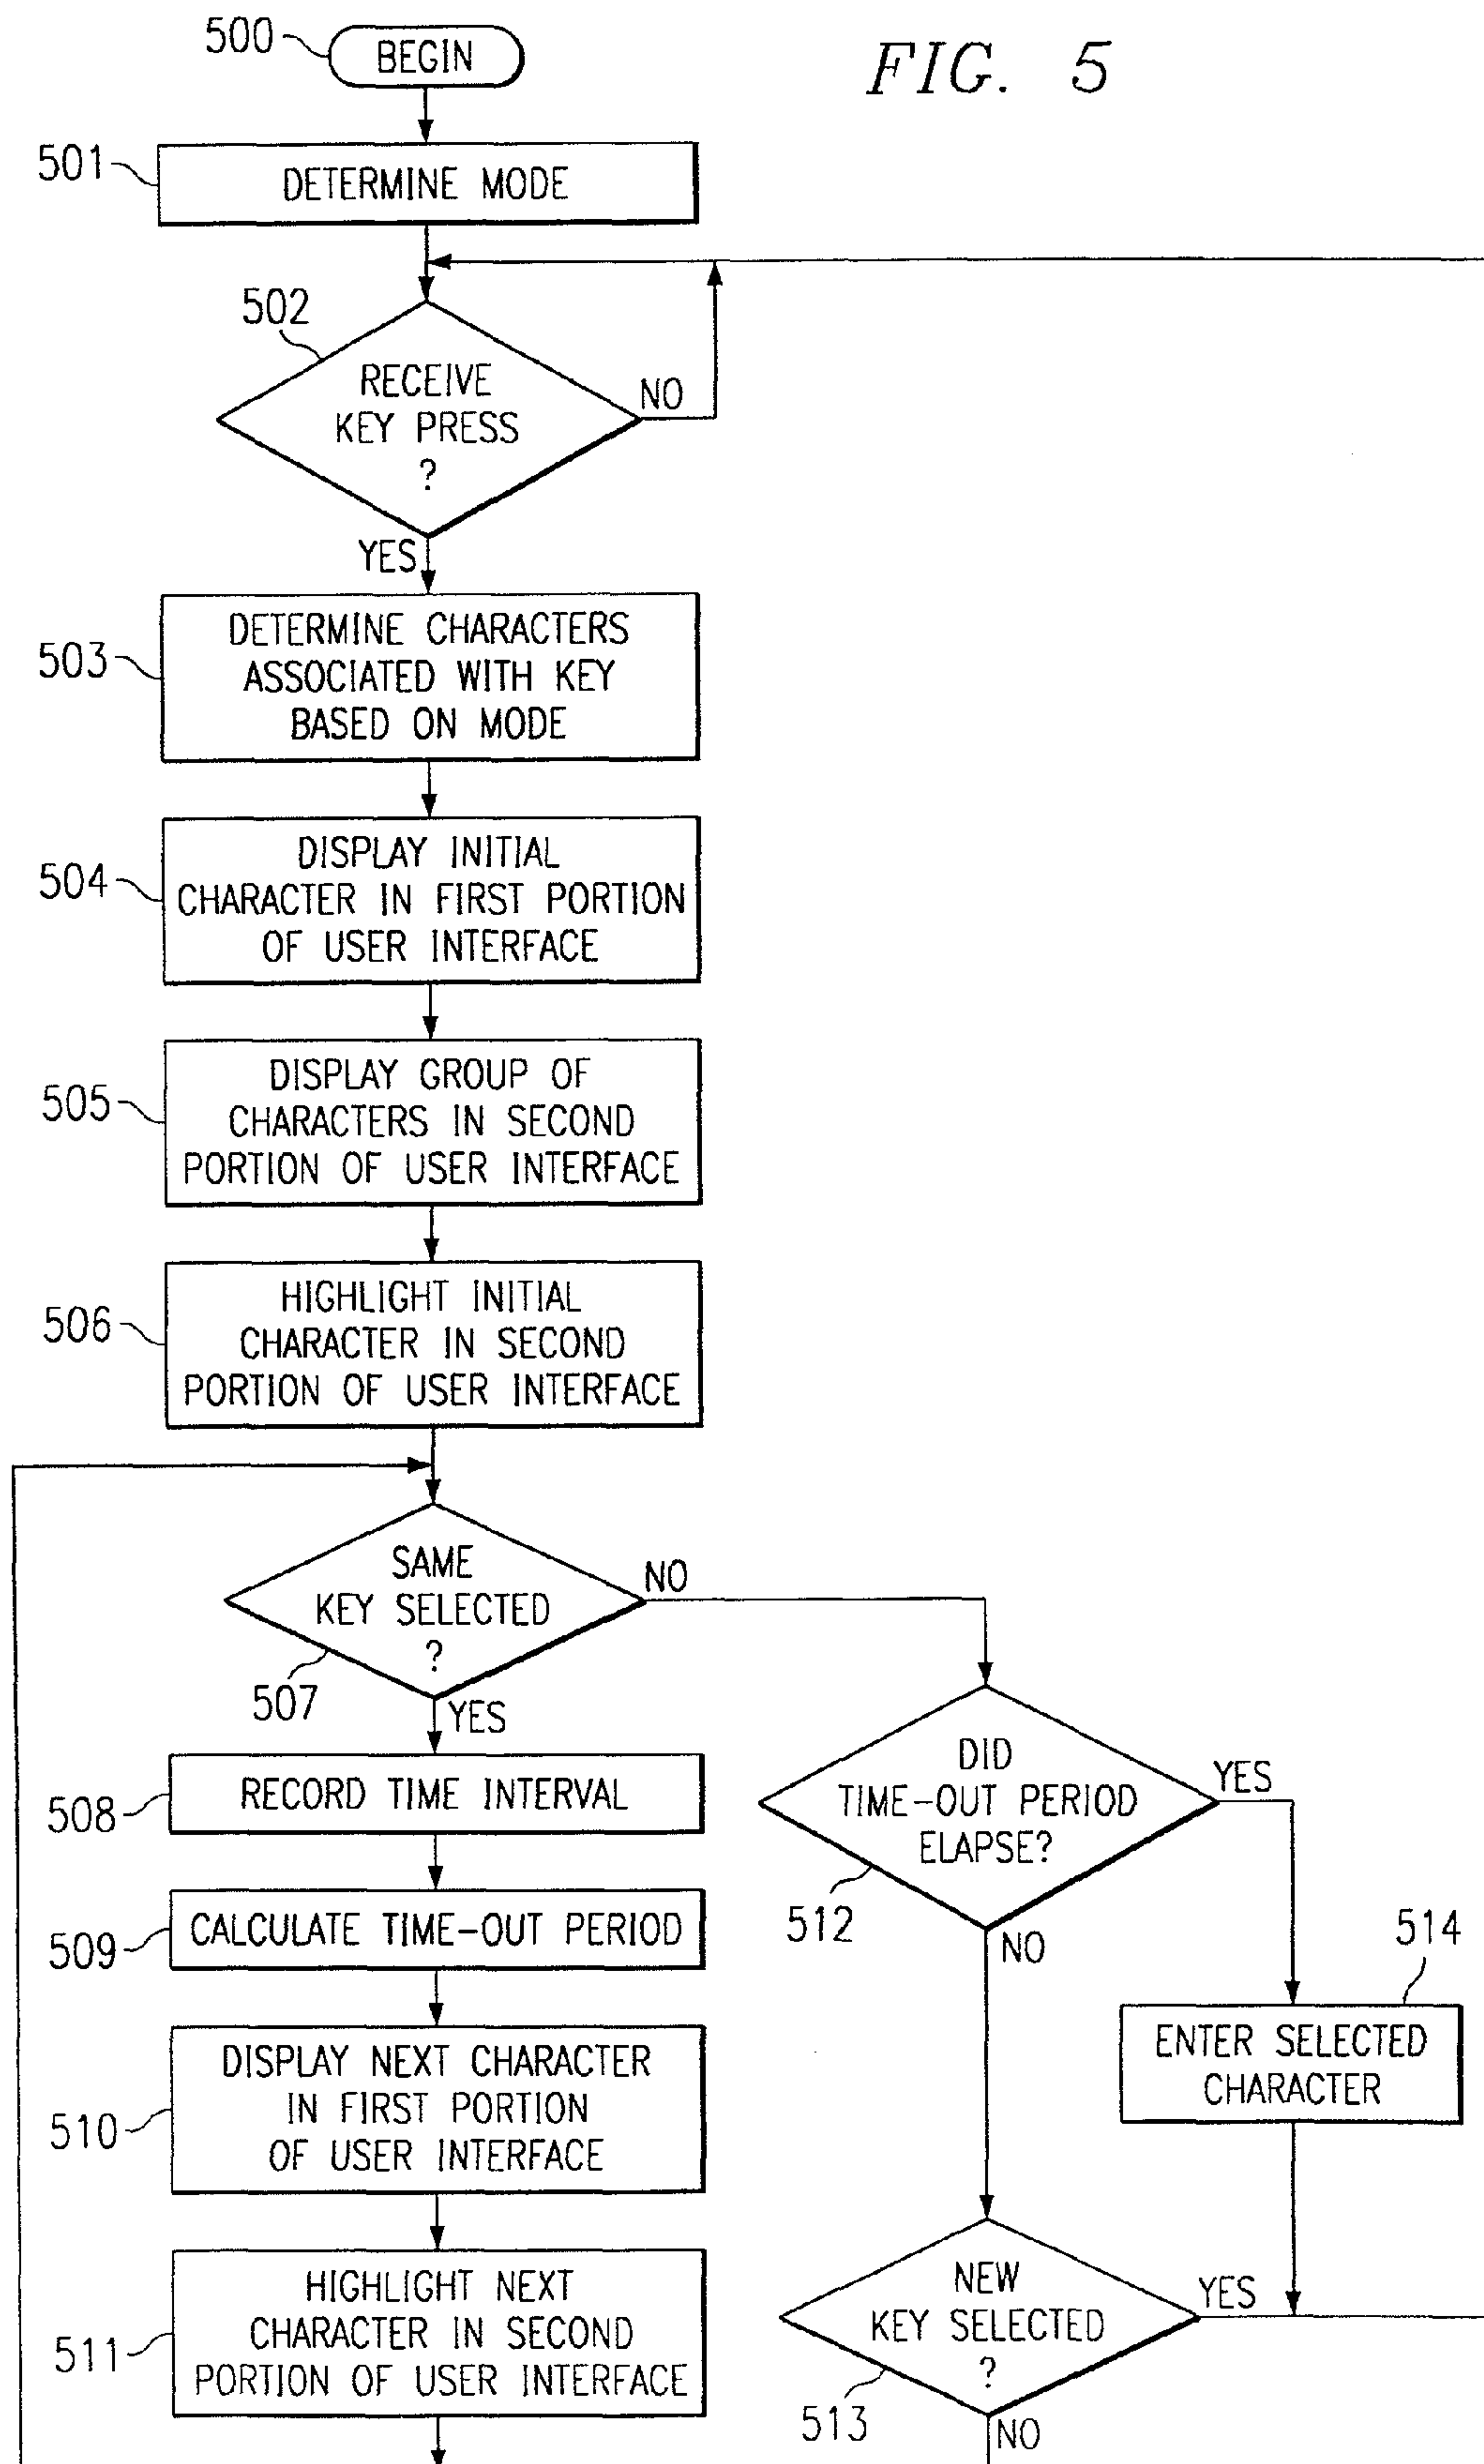 FIG. 5
500
BEGIN
501
DETERMINE MODE
502
RECEIVE
KEY PRESS
?
NO
YES
503
DETERMINE CHARACTERS
ASSOCIATED WITH KEY
BASED ON MODE
504
DISPLAY INITIAL
CHARACTER IN FIRST PORTION
OF USER INTERFACE
505
DISPLAY GROUP OF
CHARACTERS IN SECOND
PORTION OF USER INTERFACE
506
HIGHLIGHT INITIAL
CHARACTER IN SECOND
PORTION OF USER INTERFACE
SAME
KEY SELECTED
?
NO
507
YES
508
RECORD TIME INTERVAL
509
CALCULATE TIME-OUT PERIOD
510
DISPLAY NEXT CHARACTER
IN FIRST PORTION
OF USER INTERFACE
511
HIGHLIGHT NEXT
CHARACTER IN SECOND
PORTION OF USER INTERFACE
DID
TIME-OUT PERIOD
ELAPSE?
YES
512
NO
514
ENTER SELECTED
CHARACTER
NEW
KEY SELECTED
?
YES
513
NO